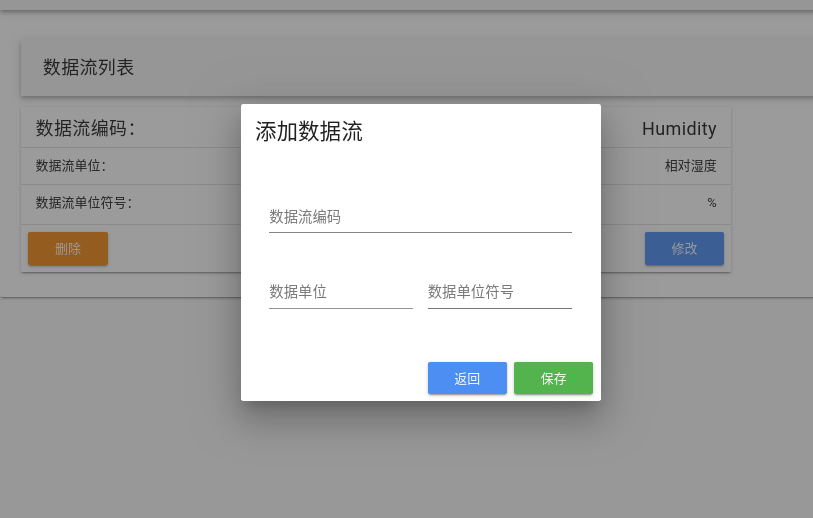 数据流列表
数据流编码：
Humidity
数据流单位：
相对湿度
数据流单位符号：
%
删除
修改
添加数据流
数据流编码
数据单位
数据单位符号
返回
保存